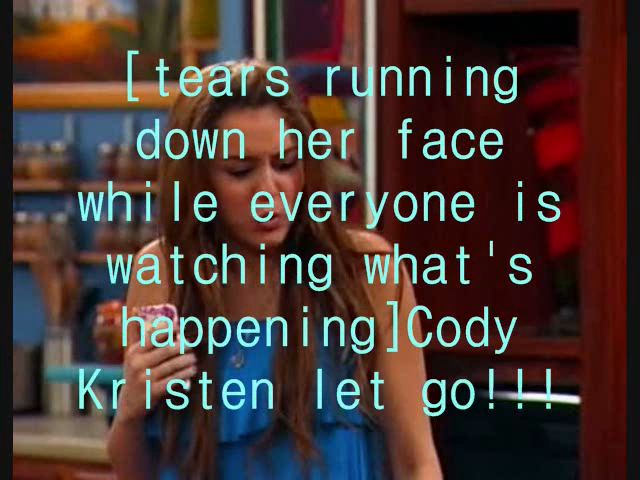 [tears running
down her face
while everyone is
watching what's
happening]Cody
Kristen let go!!!